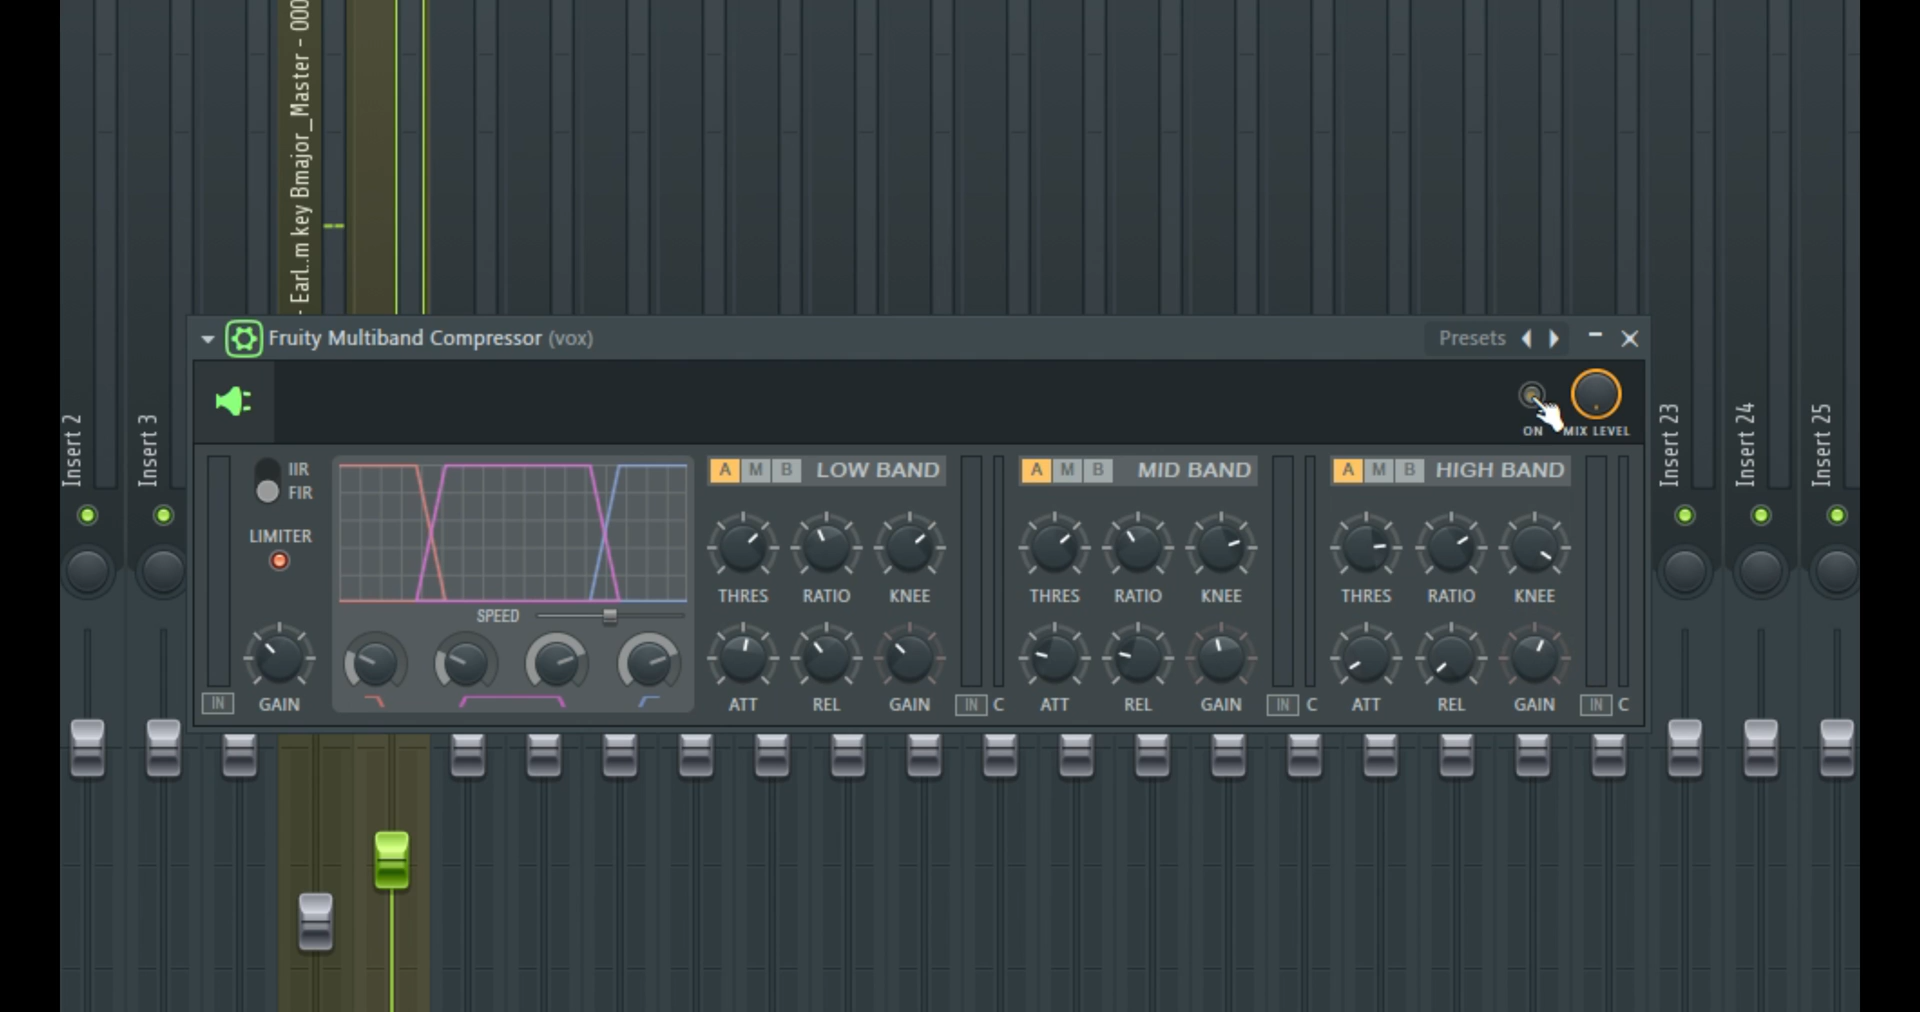 - Earl..m key Bmajor_Master - 000
Fruity Multiband Compressor (vox)
Presets
ON
MIX LEVEL
Insert 2
Insert 3
Insert 23
Insert 24
Insert 25
IIR
FIR
LIMITER
GAIN
IN
SPEED
A M B LOW BAND
THRES RATIO KNEE
ATT REL GAIN
IN C
A M B MID BAND
THRES RATIO KNEE
ATT REL GAIN
IN C
A M B HIGH BAND
THRES RATIO KNEE
ATT REL GAIN
IN C